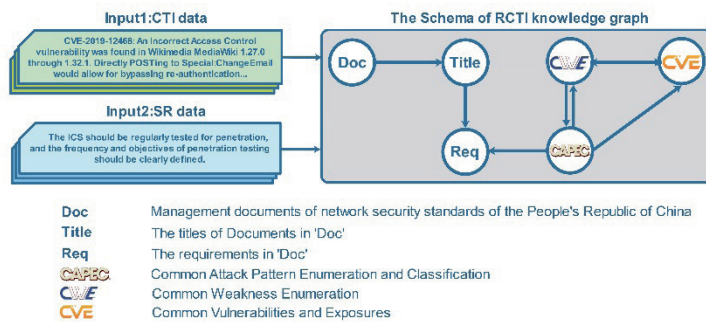 Input1:CTI data
The Schema of RCTI knowledge graph
CVE-2019-12468: An Incorrect Access Control
vulnerability was found in Wikimedia MediaWiki 1.27.0
through 1.32.1. Directly POSTing to Special:ChangeEmail
would allow for bypassing re-authentication...
Doc
Title
CWE
CVE
Input2:SR data
The ICS should be regularly tested for penetration,
and the frequency and objectives of penetration testing
should be clearly defined.
Req
CAPEC
Doc Management documents of network security standards of the People's Republic of China
Title The titles of Documents in 'Doc'
Req The requirements in 'Doc'
CAPEC Common Attack Pattern Enumeration and Classification
CWE Common Weakness Enumeration
CVE Common Vulnerabilities and Exposures